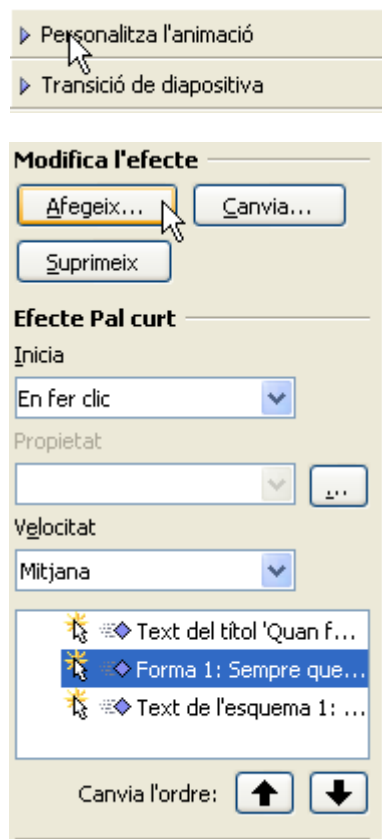 Personalitza l'animació
Transició de diapositiva
Modifica l'efecte
Afegeix... Canvia...
Suprimeix
Efecte Pal curt
Inicia
En fer clic
Propietat
...
Velocitat
Mitjana
Text del títol 'Quan f...
Forma 1: Sempre que...
Text de l'esquema 1: ...
Canvia l'ordre: